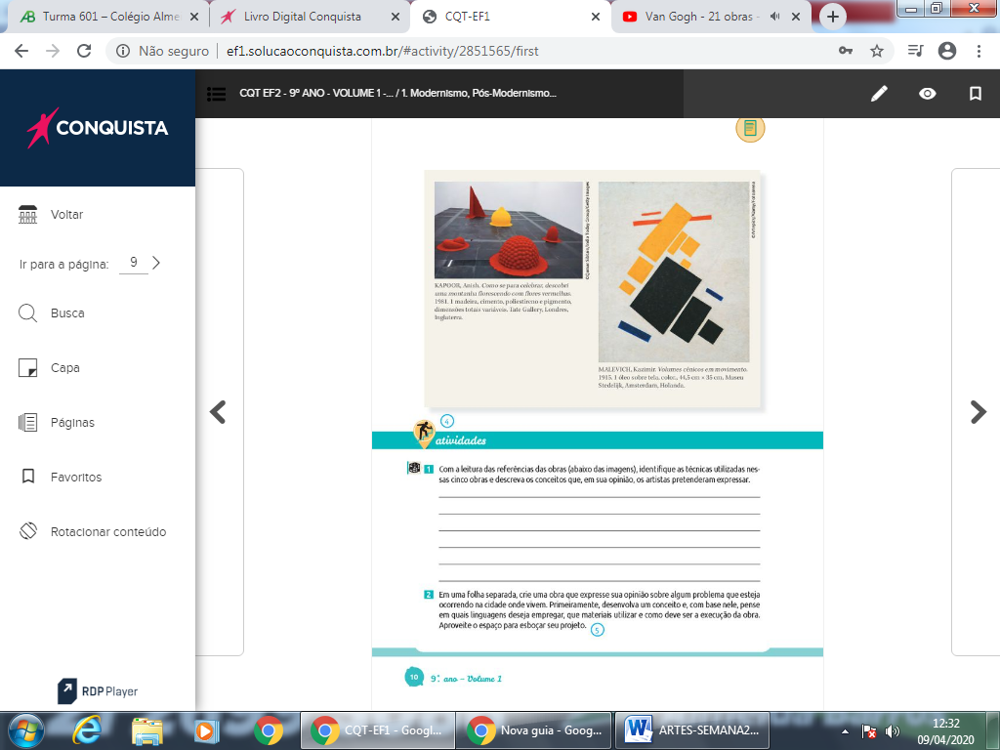 Turma 601 – Colégio Alme
Livro Digital Conquista
CQT-EF1
Van Gogh - 21 obras -
Não seguro
ef1.solucaoconquista.com.br/#activity/2851565/first
CQT EF2 - 9º ANO - VOLUME 1 -... / 1. Modernismo, Pós-Modernismo...
CONQUISTA
Voltar
Ir para a página: 9
Busca
Capa
Páginas
Favoritos
Rotacionar conteúdo
RDP Player
KAPOOR, Anish. Como se para celebrar, descobri
uma montanha florescendo com flores vermelhas.
1981. 1 madeira, cimento, poliestireno e pigmento,
dimensões totais variáveis. Tate Gallery, Londres,
Inglaterra.
MALEVICH, Kazimir. Volumes cênicos em movimento.
1915. 1 óleo sobre tela, color., 44,5 cm × 35 cm. Museu
Stedelijk, Amsterdam, Holanda.
4
atividades
1 Com a leitura das referências das obras (abaixo das imagens), identifique as técnicas utilizadas nes-
sas cinco obras e descreva os conceitos que, em sua opinião, os artistas pretenderam expressar.
2 Em uma folha separada, crie uma obra que expresse sua opinião sobre algum problema que esteja
ocorrendo na cidade onde vivem. Primeiramente, desenvolva um conceito e, com base nele, pense
em quais linguagens deseja empregar, que materiais utilizar e como deve ser a execução da obra.
Aproveite o espaço para esboçar seu projeto.
5
10 9º. ano – Volume 1
CQT-EF1 - Googl...
Nova guia - Goog...
ARTES-SEMANA2...
12:32
09/04/2020